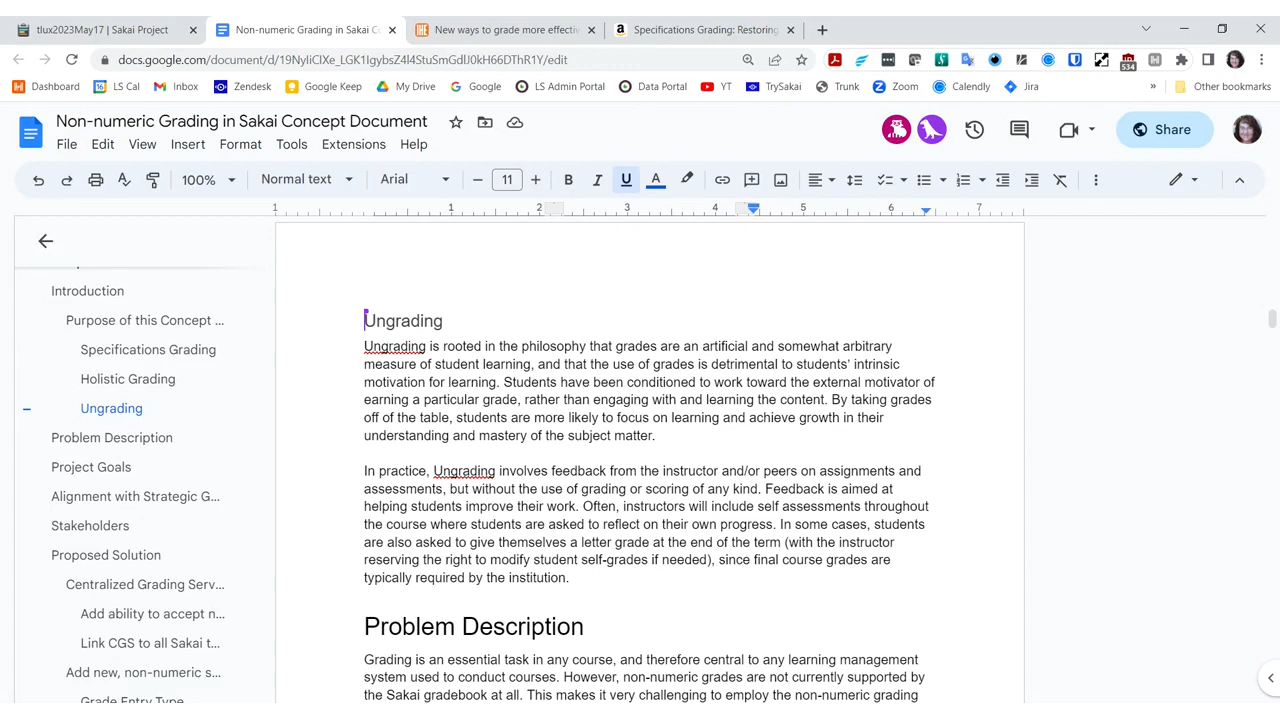 tlux2023May17 | Sakai Project
Non-numeric Grading in Sakai C
New ways to grade more effecti
Specifications Grading: Restoring
docs.google.com/document/d/
/edit
Dashboard
LS Cal
Inbox
Zendesk
Google Keep
My Drive
Google
LS Admin Portal
Data Portal
YT
TrySakai
Trunk
Zoom
Calendly
Jira
»
Other bookmarks
534
Non-numeric Grading in Sakai Concept Document
File Edit View Insert Format Tools Extensions Help
Share
100% Normal text Arial 11 B I U A
1 1 2 3 4 5 6 7
Introduction
Purpose of this Concept ...
Specifications Grading
Holistic Grading
Ungrading
Problem Description
Project Goals
Alignment with Strategic G...
Stakeholders
Proposed Solution
Centralized Grading Serv...
Add ability to accept n...
Link CGS to all Sakai t...
Add new, non-numeric s...
Grade Entry Type
Ungrading
Ungrading is rooted in the philosophy that grades are an artificial and somewhat arbitrary
measure of student learning, and that the use of grades is detrimental to students' intrinsic
motivation for learning. Students have been conditioned to work toward the external motivator of
earning a particular grade, rather than engaging with and learning the content. By taking grades
off of the table, students are more likely to focus on learning and achieve growth in their
understanding and mastery of the subject matter.
In practice, Ungrading involves feedback from the instructor and/or peers on assignments and
assessments, but without the use of grading or scoring of any kind. Feedback is aimed at
helping students improve their work. Often, instructors will include self assessments throughout
the course where students are asked to reflect on their own progress. In some cases, students
are also asked to give themselves a letter grade at the end of the term (with the instructor
reserving the right to modify student self-grades if needed), since final course grades are
typically required by the institution.
Problem Description
Grading is an essential task in any course, and therefore central to any learning management
system used to conduct courses. However, non-numeric grades are not currently supported by
the Sakai gradebook at all. This makes it very challenging to employ the non-numeric grading